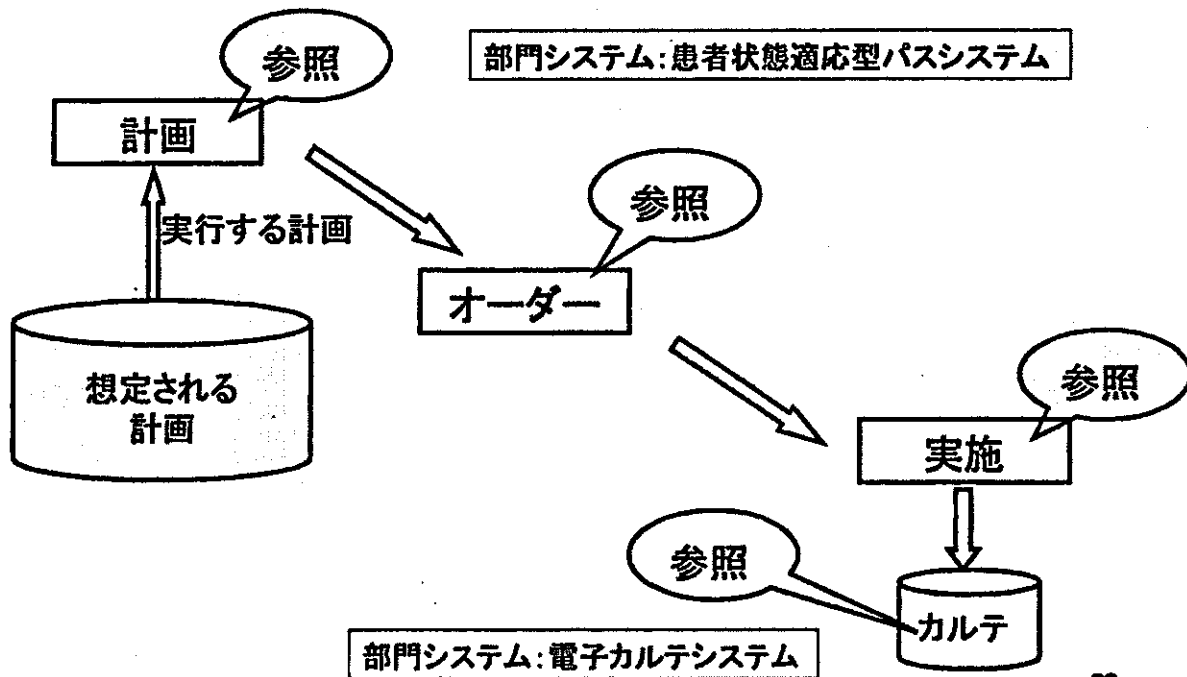 参照
部門システム:患者状態適応型パスシステム
計画
参照
実行する計画
オーダー
想定される
計画
参照
実施
参照
カルテ
部門システム:電子カルテシステム